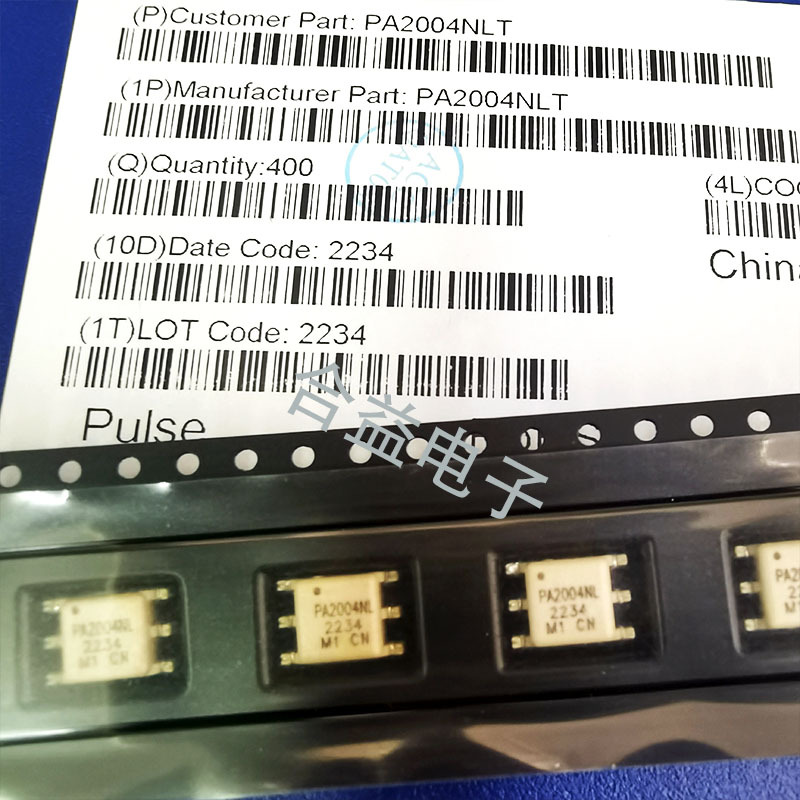 (P)Customer Part: PA2004NLT
(1P)Manufacturer Part: PA2004NLT
(Q)Quantity:400
(4L)COO
(10D)Date Code: 2234
China
(1T)LOT Code: 2234
Pulse
合益电子
PA2004NL
2234
M1 CN
PA2004NL
2234
M1 CN
PA2004NL
2234
M1 CN